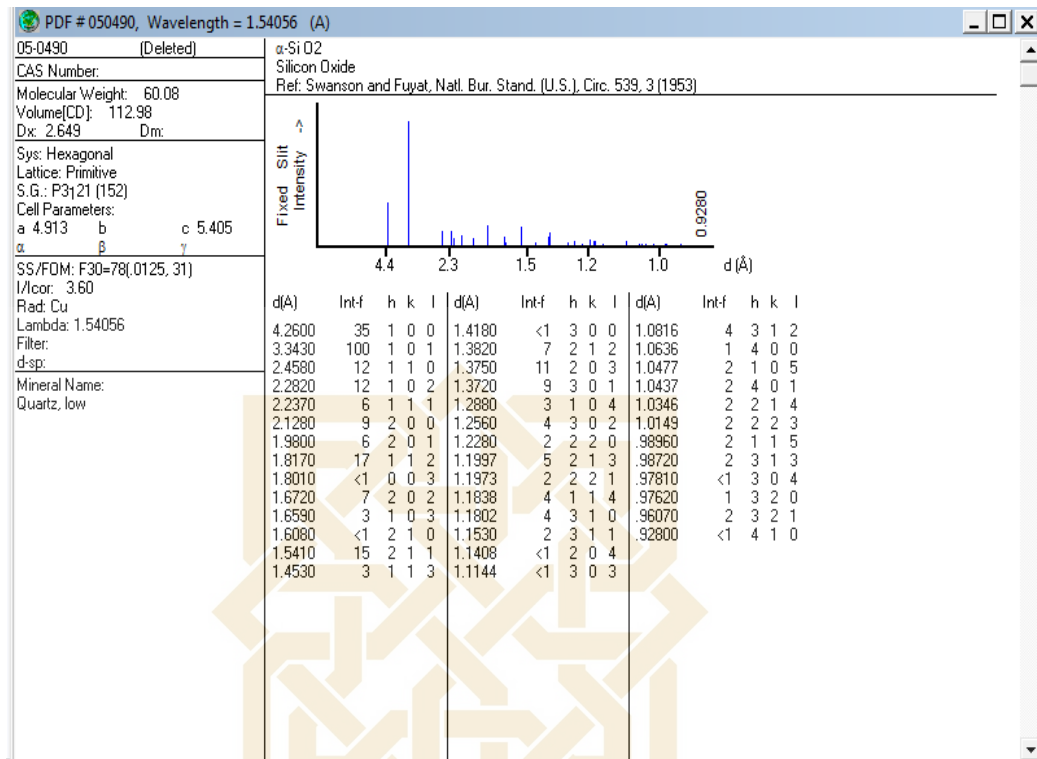 PDF # 050490, Wavelength = 1.54056 (A)
05-0490 (Deleted)
CAS Number:
Molecular Weight: 60.08
Volume[CD]: 112.98
Dx: 2.649 Dm:
Sys: Hexagonal
Lattice: Primitive
S.G.: P3121 (152)
Cell Parameters:
a 4.913 b c 5.405
α β γ
SS/FOM: F30=78(.0125, 31)
I/Icor: 3.60
Rad: Cu
Lambda: 1.54056
Filter:
d-sp:
Mineral Name:
Quartz, low
α-Si O2
Silicon Oxide
Ref: Swanson and Fuyat, Natl. Bur. Stand. (U.S.), Circ. 539, 3 (1953)
Fixed Slit
Intensity ->
0.9280
4.4 2.3 1.5 1.2 1.0 d (Å)
d(A) Int-f h k l d(A) Int-f h k l d(A) Int-f h k l
4.2600 35 1 0 0 1.4180 <1 3 0 0 1.0816 4 3 1 2
3.3430 100 1 0 1 1.3820 7 2 1 2 1.0636 1 4 0 0
2.4580 12 1 1 0 1.3750 11 2 0 3 1.0477 2 1 0 5
2.2820 12 1 0 2 1.3720 9 3 0 1 1.0437 2 4 0 1
2.2370 6 1 1 1 1.2880 3 1 0 4 1.0346 2 2 1 4
2.1280 9 2 0 0 1.2560 4 3 0 2 1.0149 2 2 2 3
1.9800 6 2 0 1 1.2280 2 2 2 0 .98960 2 1 1 5
1.8170 17 1 1 2 1.1997 5 2 1 3 .98720 2 3 1 3
1.8010 <1 0 0 3 1.1973 2 2 2 1 .97810 <1 3 0 4
1.6720 7 2 0 2 1.1838 4 1 1 4 .97620 1 3 2 0
1.6590 3 1 0 3 1.1802 4 3 1 0 .96070 2 3 2 1
1.6080 <1 2 1 0 1.1530 2 3 1 1 .92800 <1 4 1 0
1.5410 15 2 1 1 1.1408 <1 2 0 4
1.4530 3 1 1 3 1.1144 <1 3 0 3